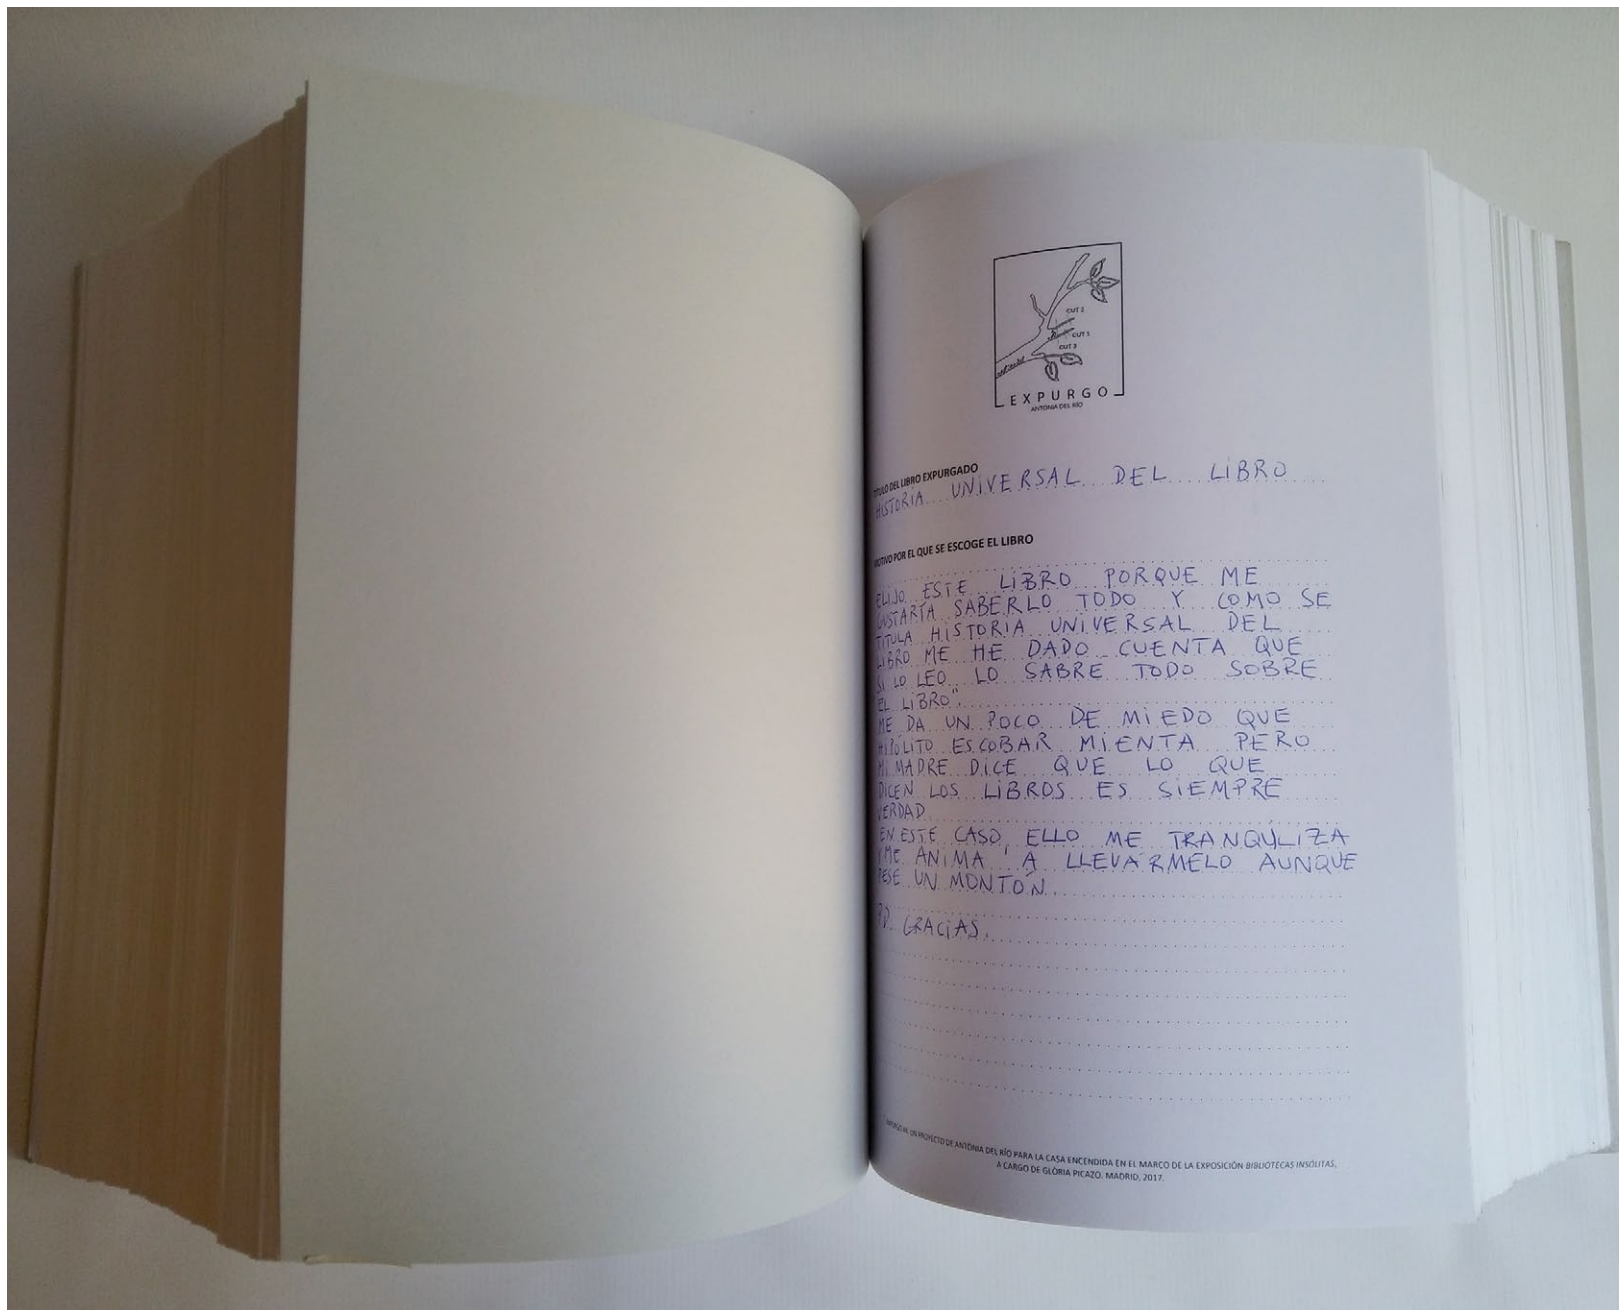 CUT 2
CUT 1
CUT 3
EXPURGO
ANTONIA DEL RÍO
TITULO DEL LIBRO EXPURGADO
HISTORIA UNIVERSAL DEL LIBRO
MOTIVO POR EL QUE SE ESCOGE EL LIBRO
ELIJO ESTE LIBRO PORQUE ME
GUSTARÍA SABERLO TODO Y COMO SE
TITULA HISTORIA UNIVERSAL DEL
LIBRO ME HE DADO CUENTA QUE
SI LO LEO LO SABRE TODO SOBRE
EL LIBRO".
ME DA UN POCO DE MIEDO QUE
HIPÓLITO ESCOBAR MIENTA PERO
MI MADRE DICE QUE LO QUE
DICEN LOS LIBROS ES SIEMPRE
VERDAD.
EN ESTE CASO, ELLO ME TRANQULIZA
Y ME ANIMA A LLEVÁRMELO AUNQUE
PESE UN MONTÓN.
PD. GRACIAS.
EXPURGO UN PROYECTO DE ANTÒNIA DEL RÍO PARA LA CASA ENCENDIDA EN EL MARCO DE LA EXPOSICIÓN BIBLIOTECAS INSÓLITAS,
A CARGO DE GLÒRIA PICAZO. MADRID, 2017.